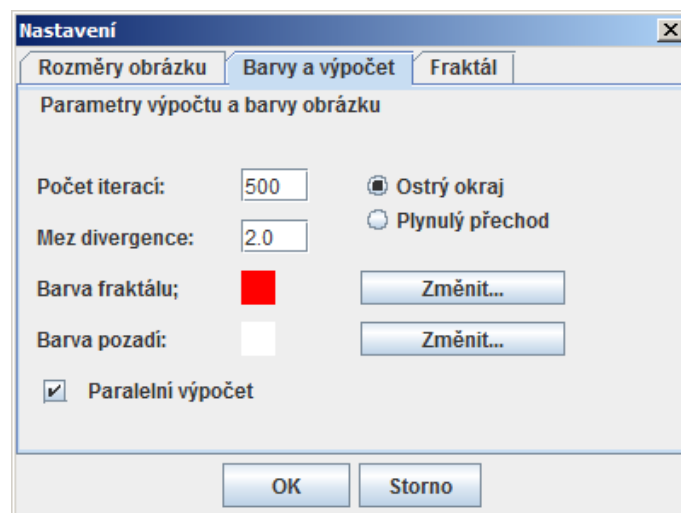 Nastavení
Rozměry obrázku Barvy a výpočet Fraktál
Parametry výpočtu a barvy obrázku
Počet iterací: 500 Ostrý okraj
Plynulý přechod
Mez divergence: 2.0
Barva fraktálu; Změnit...
Barva pozadí: Změnit...
Paralelní výpočet
OK Storno